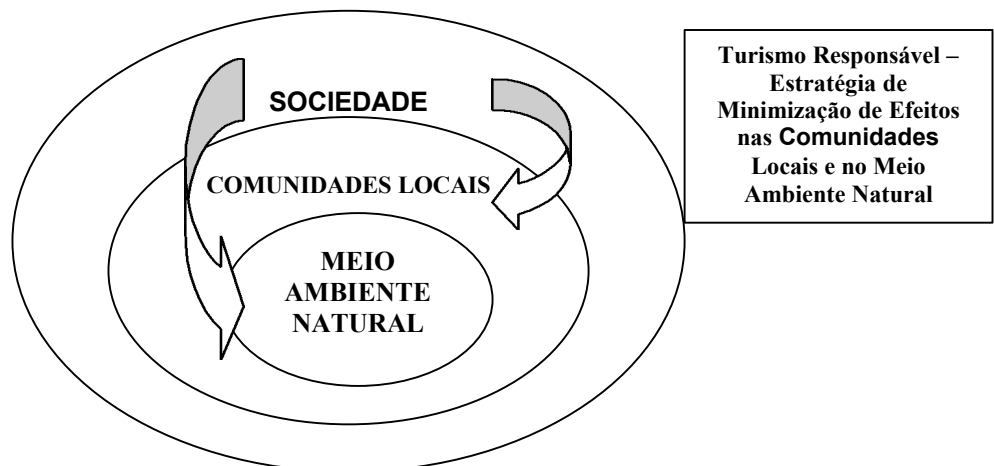 SOCIEDADE
COMUNIDADES LOCAIS
MEIO
AMBIENTE
NATURAL
Turismo Responsável –
Estratégia de
Minimização de Efeitos
nas Comunidades
Locais e no Meio
Ambiente Natural